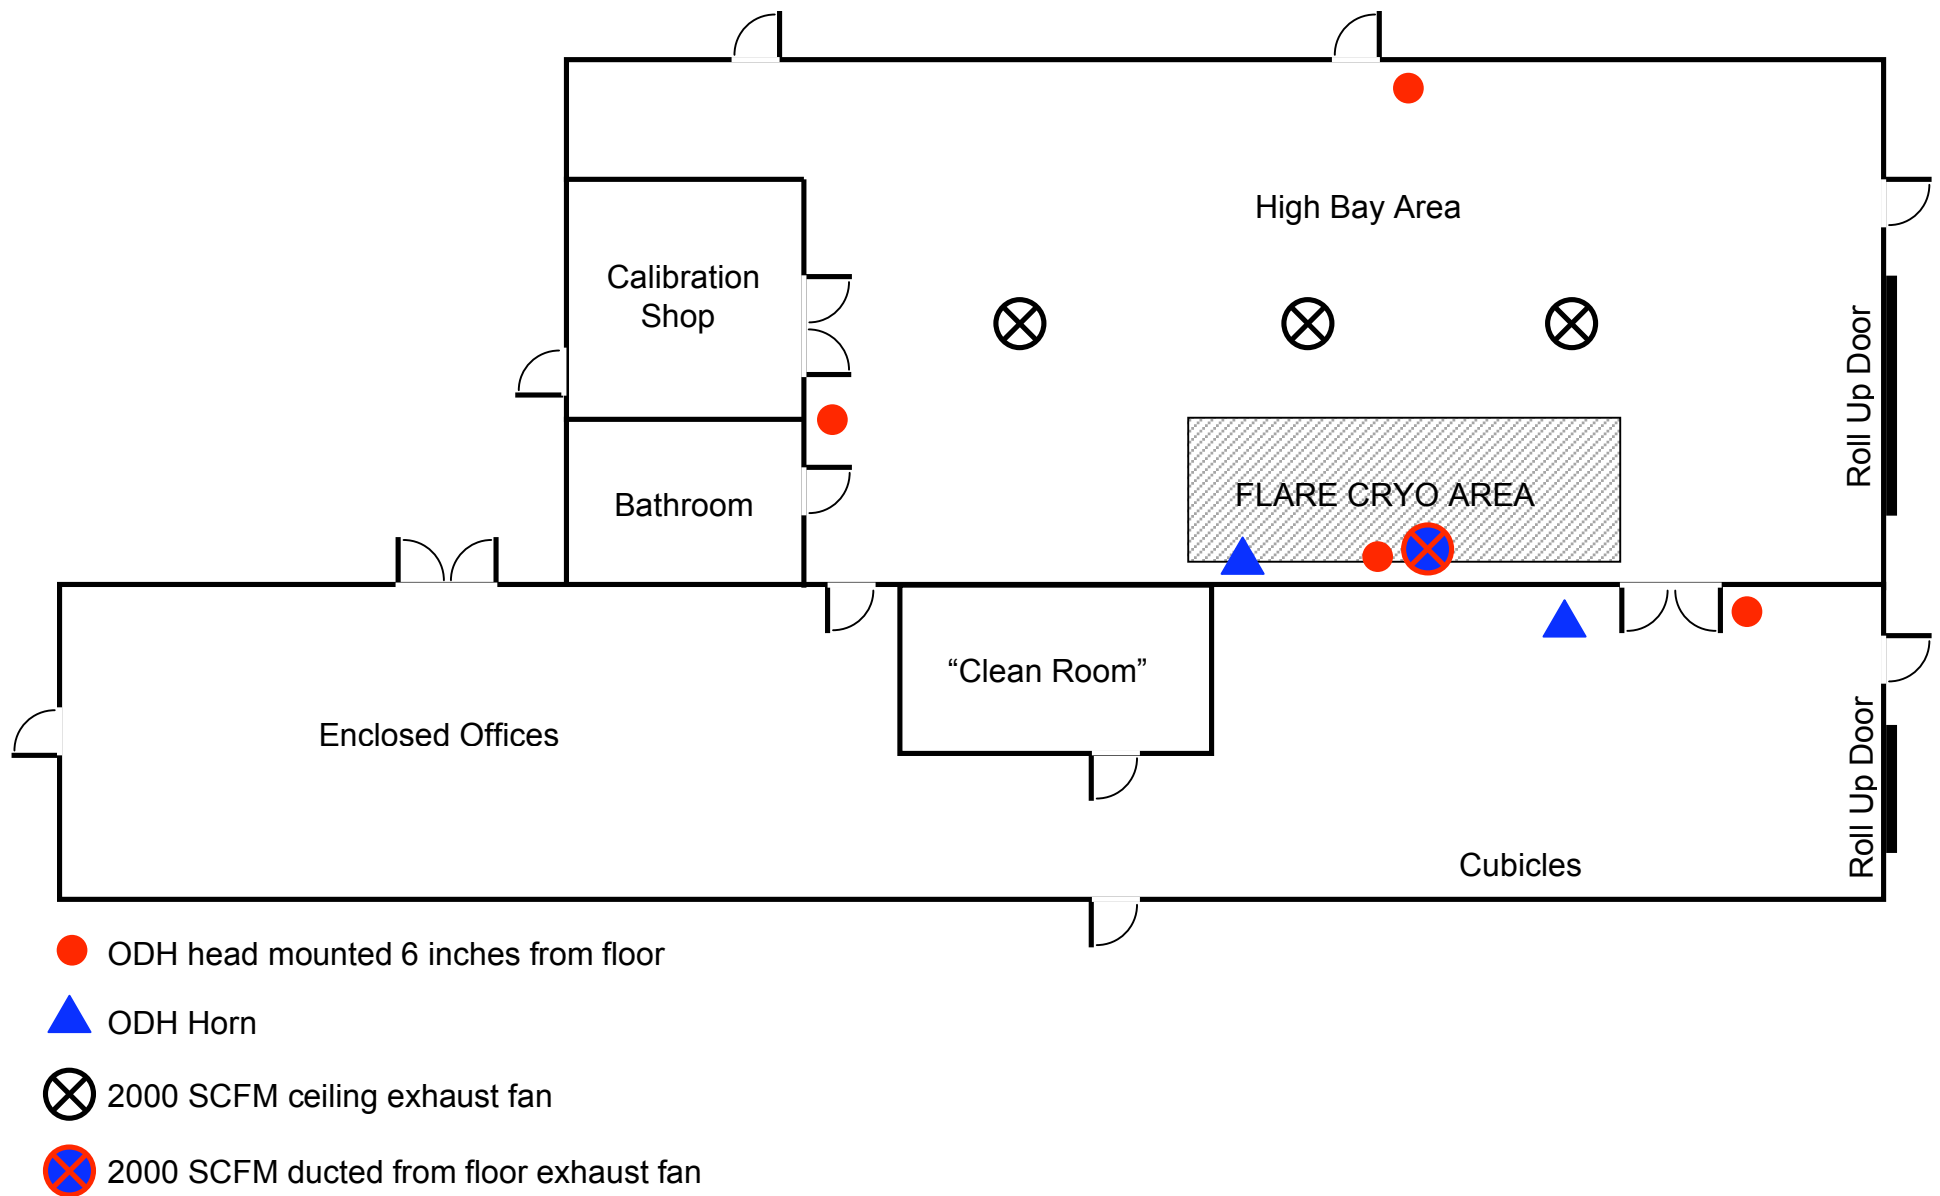 High Bay Area
Calibration
Shop
Roll Up Door
FLARE CRYO AREA
Bathroom
“Clean Room”
Enclosed Offices
Roll Up Door
Cubicles
ODH head mounted 6 inches from floor
ODH Horn
2000 SCFM ceiling exhaust fan
2000 SCFM ducted from floor exhaust fan